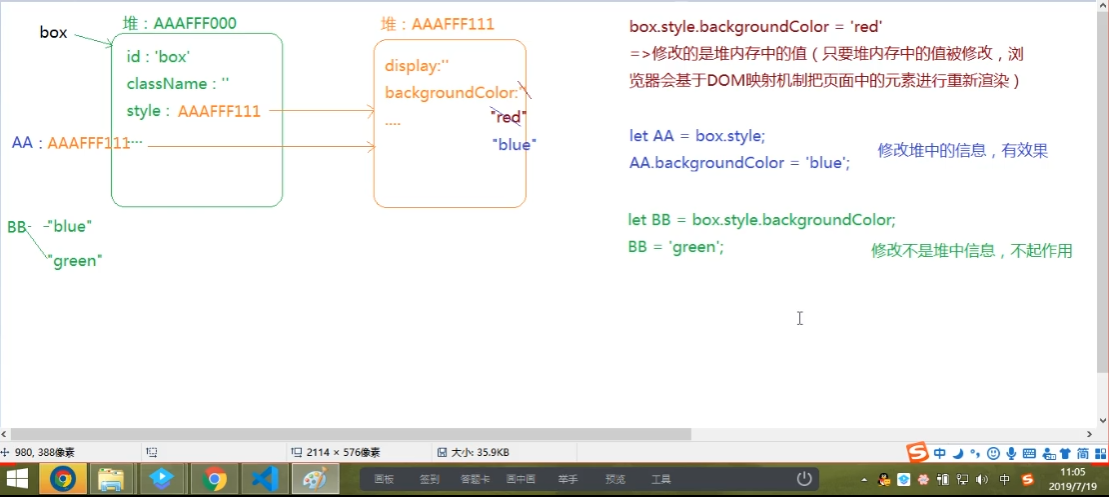 box
堆：AAAFFF000
id : 'box'
className : ''
style : AAAFFF111
....
堆：AAAFFF111
display:''
backgroundColor:''
....
"red"
"blue"
AA：AAAFFF111
BB
"blue"
"green"
box.style.backgroundColor = 'red'
=>修改的是堆内存中的值（只要堆内存中的值被修改，浏
览器会基于DOM映射机制把页面中的元素进行重新渲染）
let AA = box.style;
AA.backgroundColor = 'blue';
修改堆中的信息，有效果
let BB = box.style.backgroundColor;
BB = 'green';
修改不是堆中信息，不起作用
980, 388像素
2114 × 576像素
大小: 35.9KB
S 中 简
画板 签到 答题卡 画中画 举手 预览 工具
中 S
11:05
2019/7/19